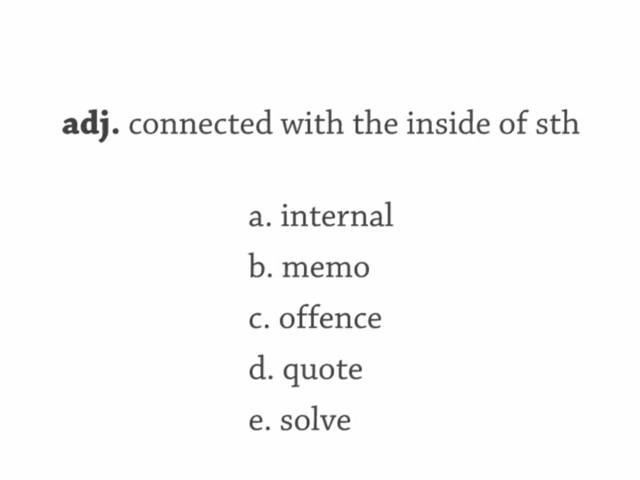 adj. connected with the inside of sth
a. internal
b. memo
c. offence
d. quote
e. solve